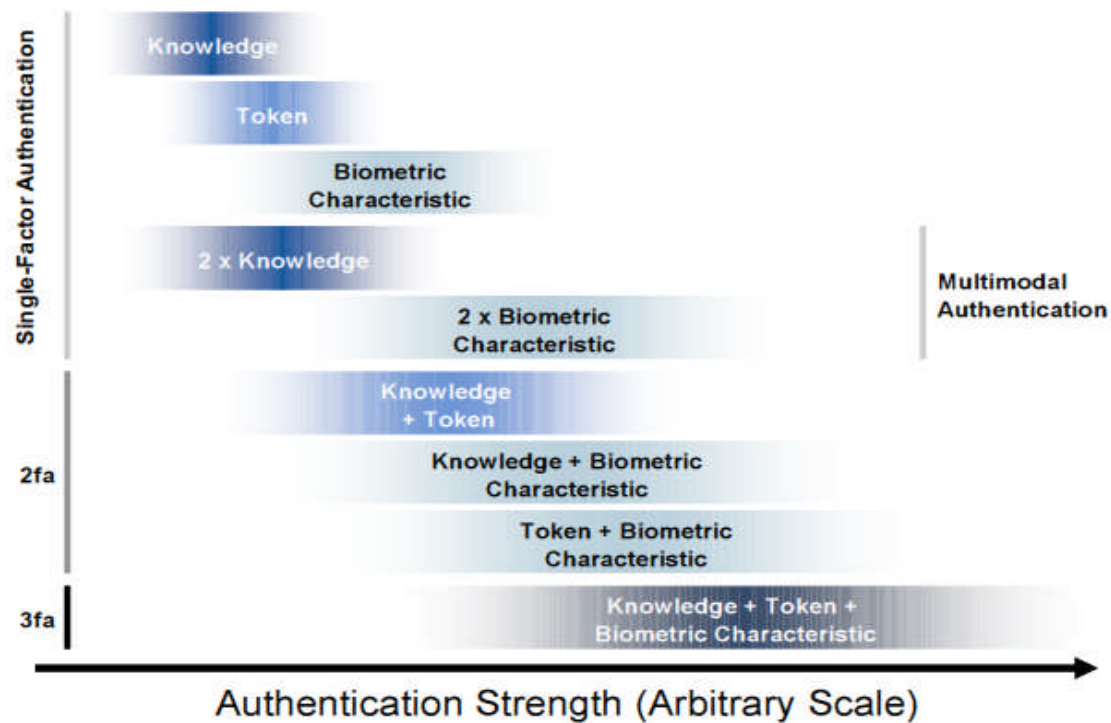 Single-Factor Authentication
Knowledge
Token
Biometric
Characteristic
2 x Knowledge
2 x Biometric
Characteristic
Multimodal
Authentication
2fa
Knowledge
+ Token
Knowledge + Biometric
Characteristic
Token + Biometric
Characteristic
3fa
Knowledge + Token +
Biometric Characteristic
Authentication Strength (Arbitrary Scale)